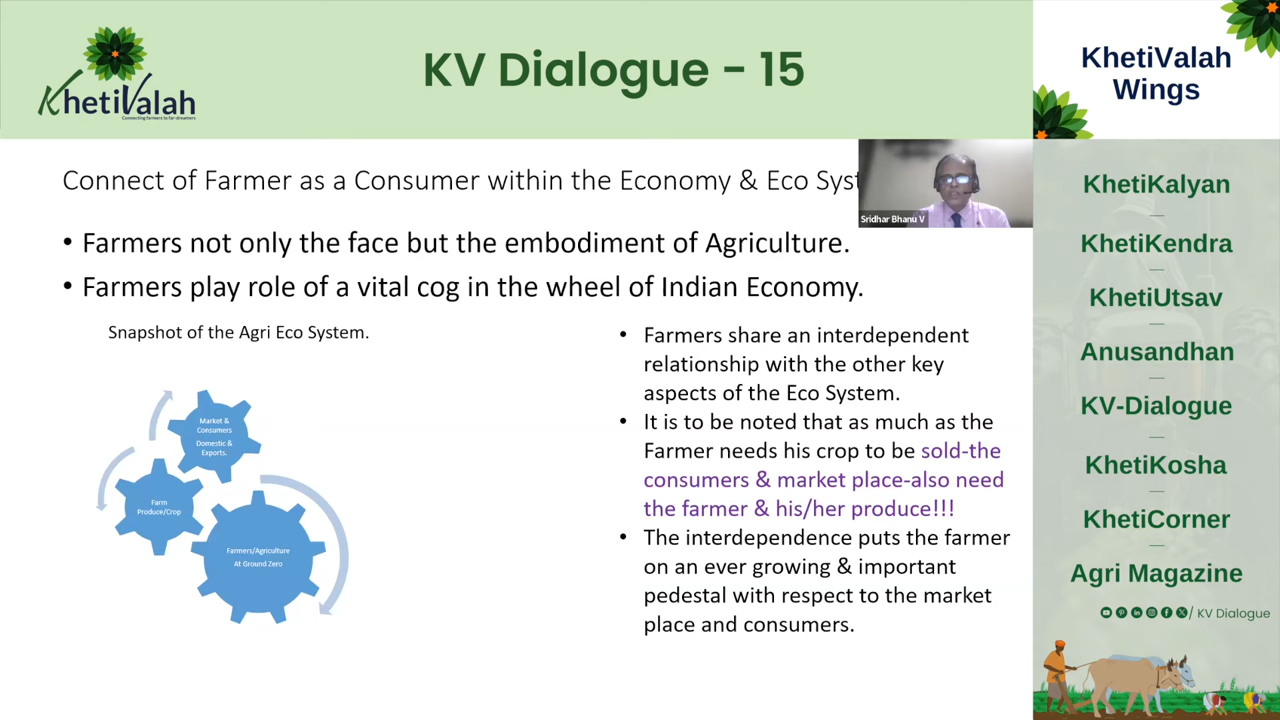 KhetiValah
Connecting farmers to far-dreamers
KV Dialogue - 15
Connect of Farmer as a Consumer within the Economy & Eco Syst
Sridhar Bhanu V
• Farmers not only the face but the embodiment of Agriculture.
• Farmers play role of a vital cog in the wheel of Indian Economy.
Snapshot of the Agri Eco System.
Market &
Consumers
Domestic &
Exports.
Farm
Produce/Crop
Farmers/Agriculture
At Ground Zero
• Farmers share an interdependent
relationship with the other key
aspects of the Eco System.
• It is to be noted that as much as the
Farmer needs his crop to be sold-the
consumers & market place-also need
the farmer & his/her produce!!!
• The interdependence puts the farmer
on an ever growing & important
pedestal with respect to the market
place and consumers.
KhetiValah
Wings
KhetiKalyan
KhetiKendra
KhetiUtsav
Anusandhan
KV-Dialogue
KhetiKosha
KhetiCorner
Agri Magazine
/ KV Dialogue